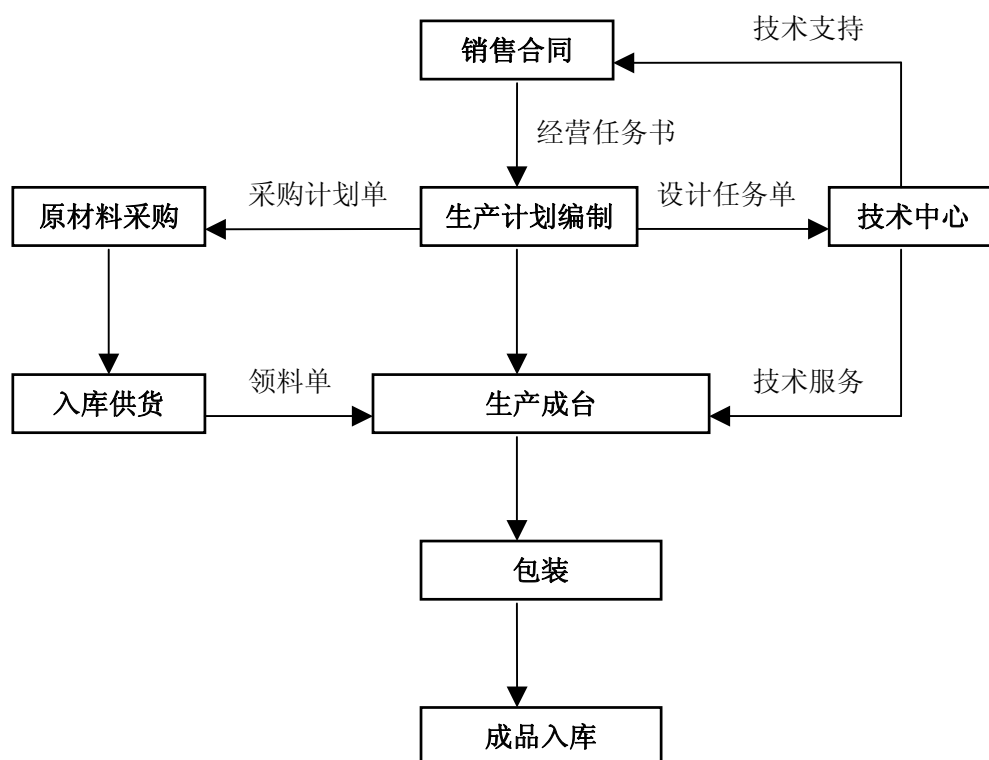 技术支持
销售合同
经营任务书
采购计划单
设计任务单
原材料采购
生产计划编制
技术中心
领料单
技术服务
入库供货
生产成台
包装
成品入库